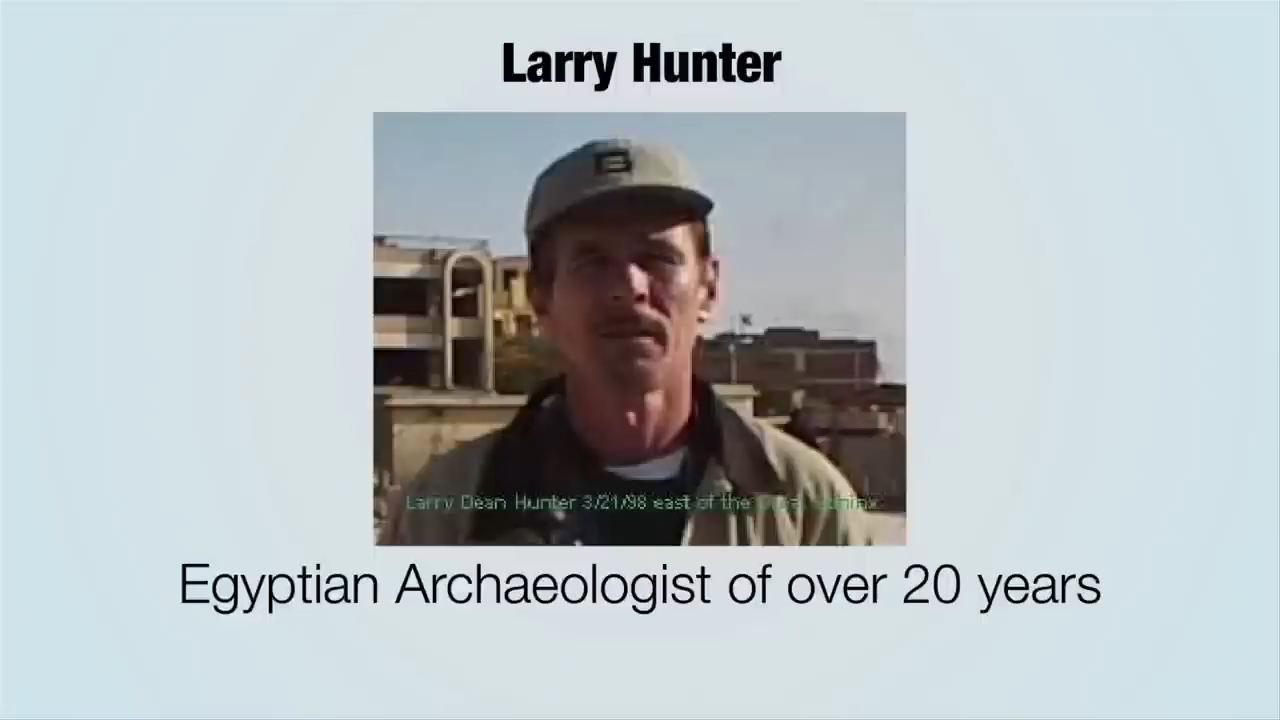 Larry Hunter
Larry Dean Hunter 3/21/98 east of the
Egyptian Archaeologist of over 20 years